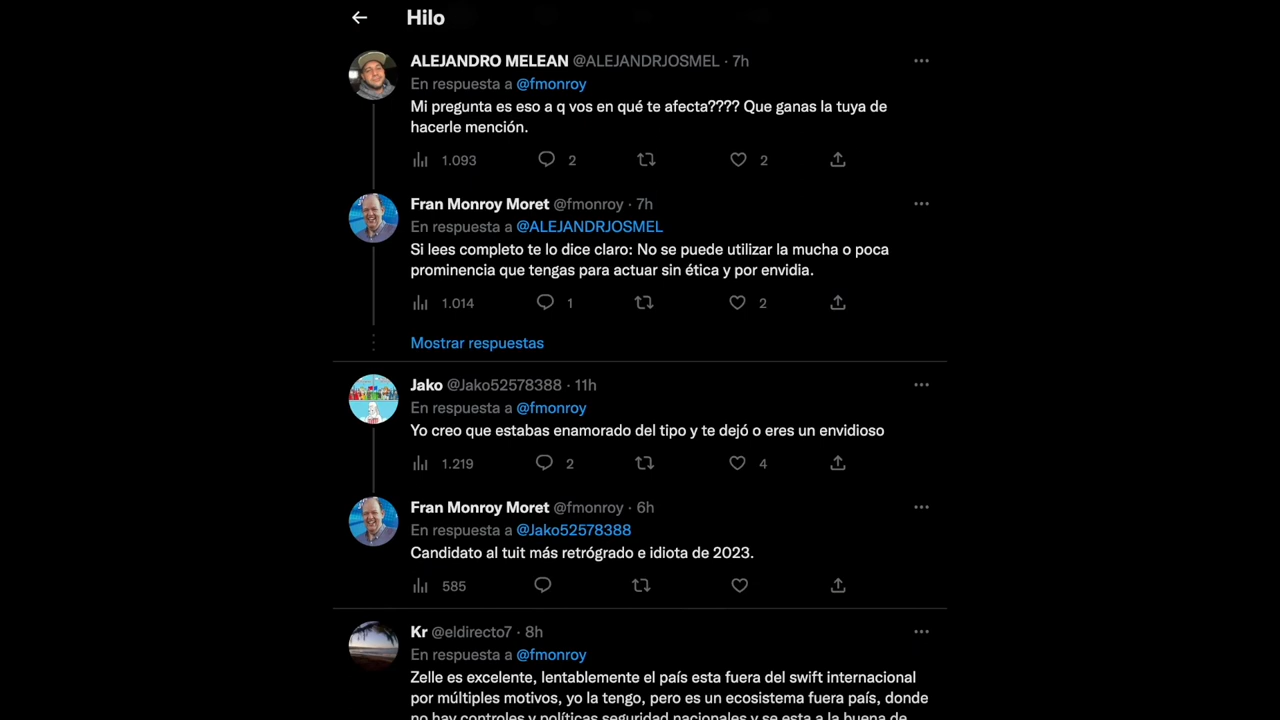 Hilo
ALEJANDRO MELEAN @ALEJANDRJOSMEL · 7h
En respuesta a @fmonroy
Mi pregunta es eso a q vos en qué te afecta???? Que ganas la tuya de
hacerle mención.
1.093 2 2
Fran Monroy Moret @fmonroy · 7h
En respuesta a @ALEJANDRJOSMEL
Si lees completo te lo dice claro: No se puede utilizar la mucha o poca
prominencia que tengas para actuar sin ética y por envidia.
1.014 1 2
Mostrar respuestas
Jako @Jako52578388 · 11h
En respuesta a @fmonroy
Yo creo que estabas enamorado del tipo y te dejó o eres un envidioso
1.219 2 4
Fran Monroy Moret @fmonroy · 6h
En respuesta a @Jako52578388
Candidato al tuit más retrógrado e idiota de 2023.
585
Kr @eldirecto7 · 8h
En respuesta a @fmonroy
Zelle es excelente, lentablemente el país esta fuera del swift internacional
por múltiples motivos, yo la tengo, pero es un ecosistema fuera país, donde
no hay controles y políticas seguridad nacionales y se esta a la buena de